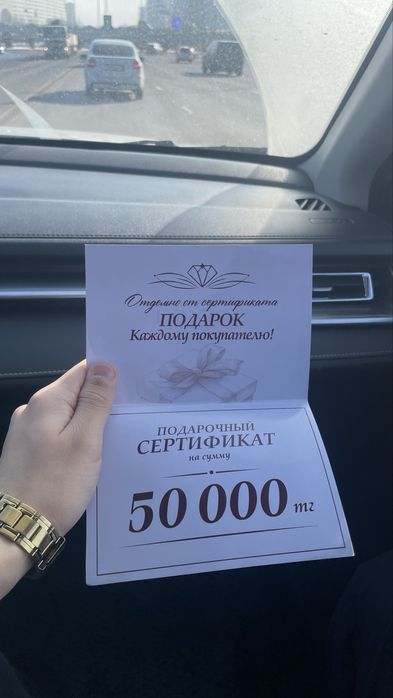 Отдельно от сертификата
ПОДАРОК
Каждому покупателю!
ПОДАРОЧНЫЙ
СЕРТИФИКАТ
на сумму
50 000 тг